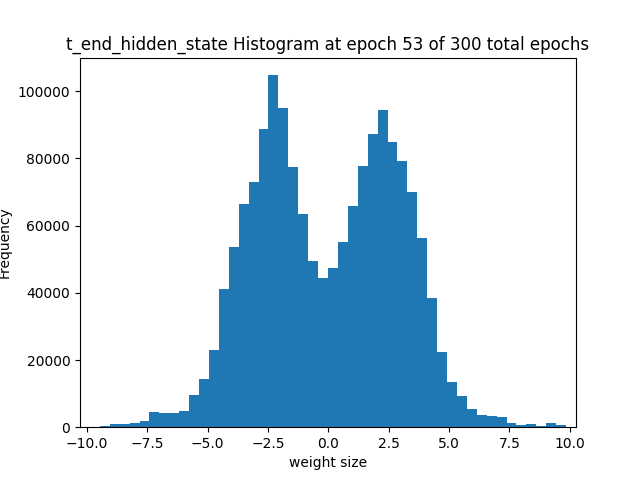 t_end_hidden_state Histogram at epoch 53 of 300 total epochs
100000
80000
60000
40000
20000
0
Frequency
−10.0 −7.5 −5.0 −2.5 0.0 2.5 5.0 7.5 10.0
weight size